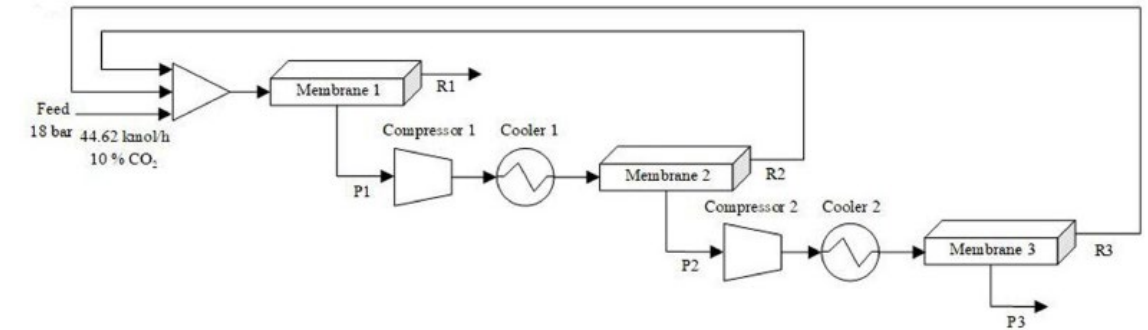 Membrane 1
R1
Feed
18 bar
44.62 kmol/h
10 % CO₂
Compressor 1
Cooler 1
P1
Membrane 2
R2
Compressor 2
Cooler 2
P2
Membrane 3
R3
P3